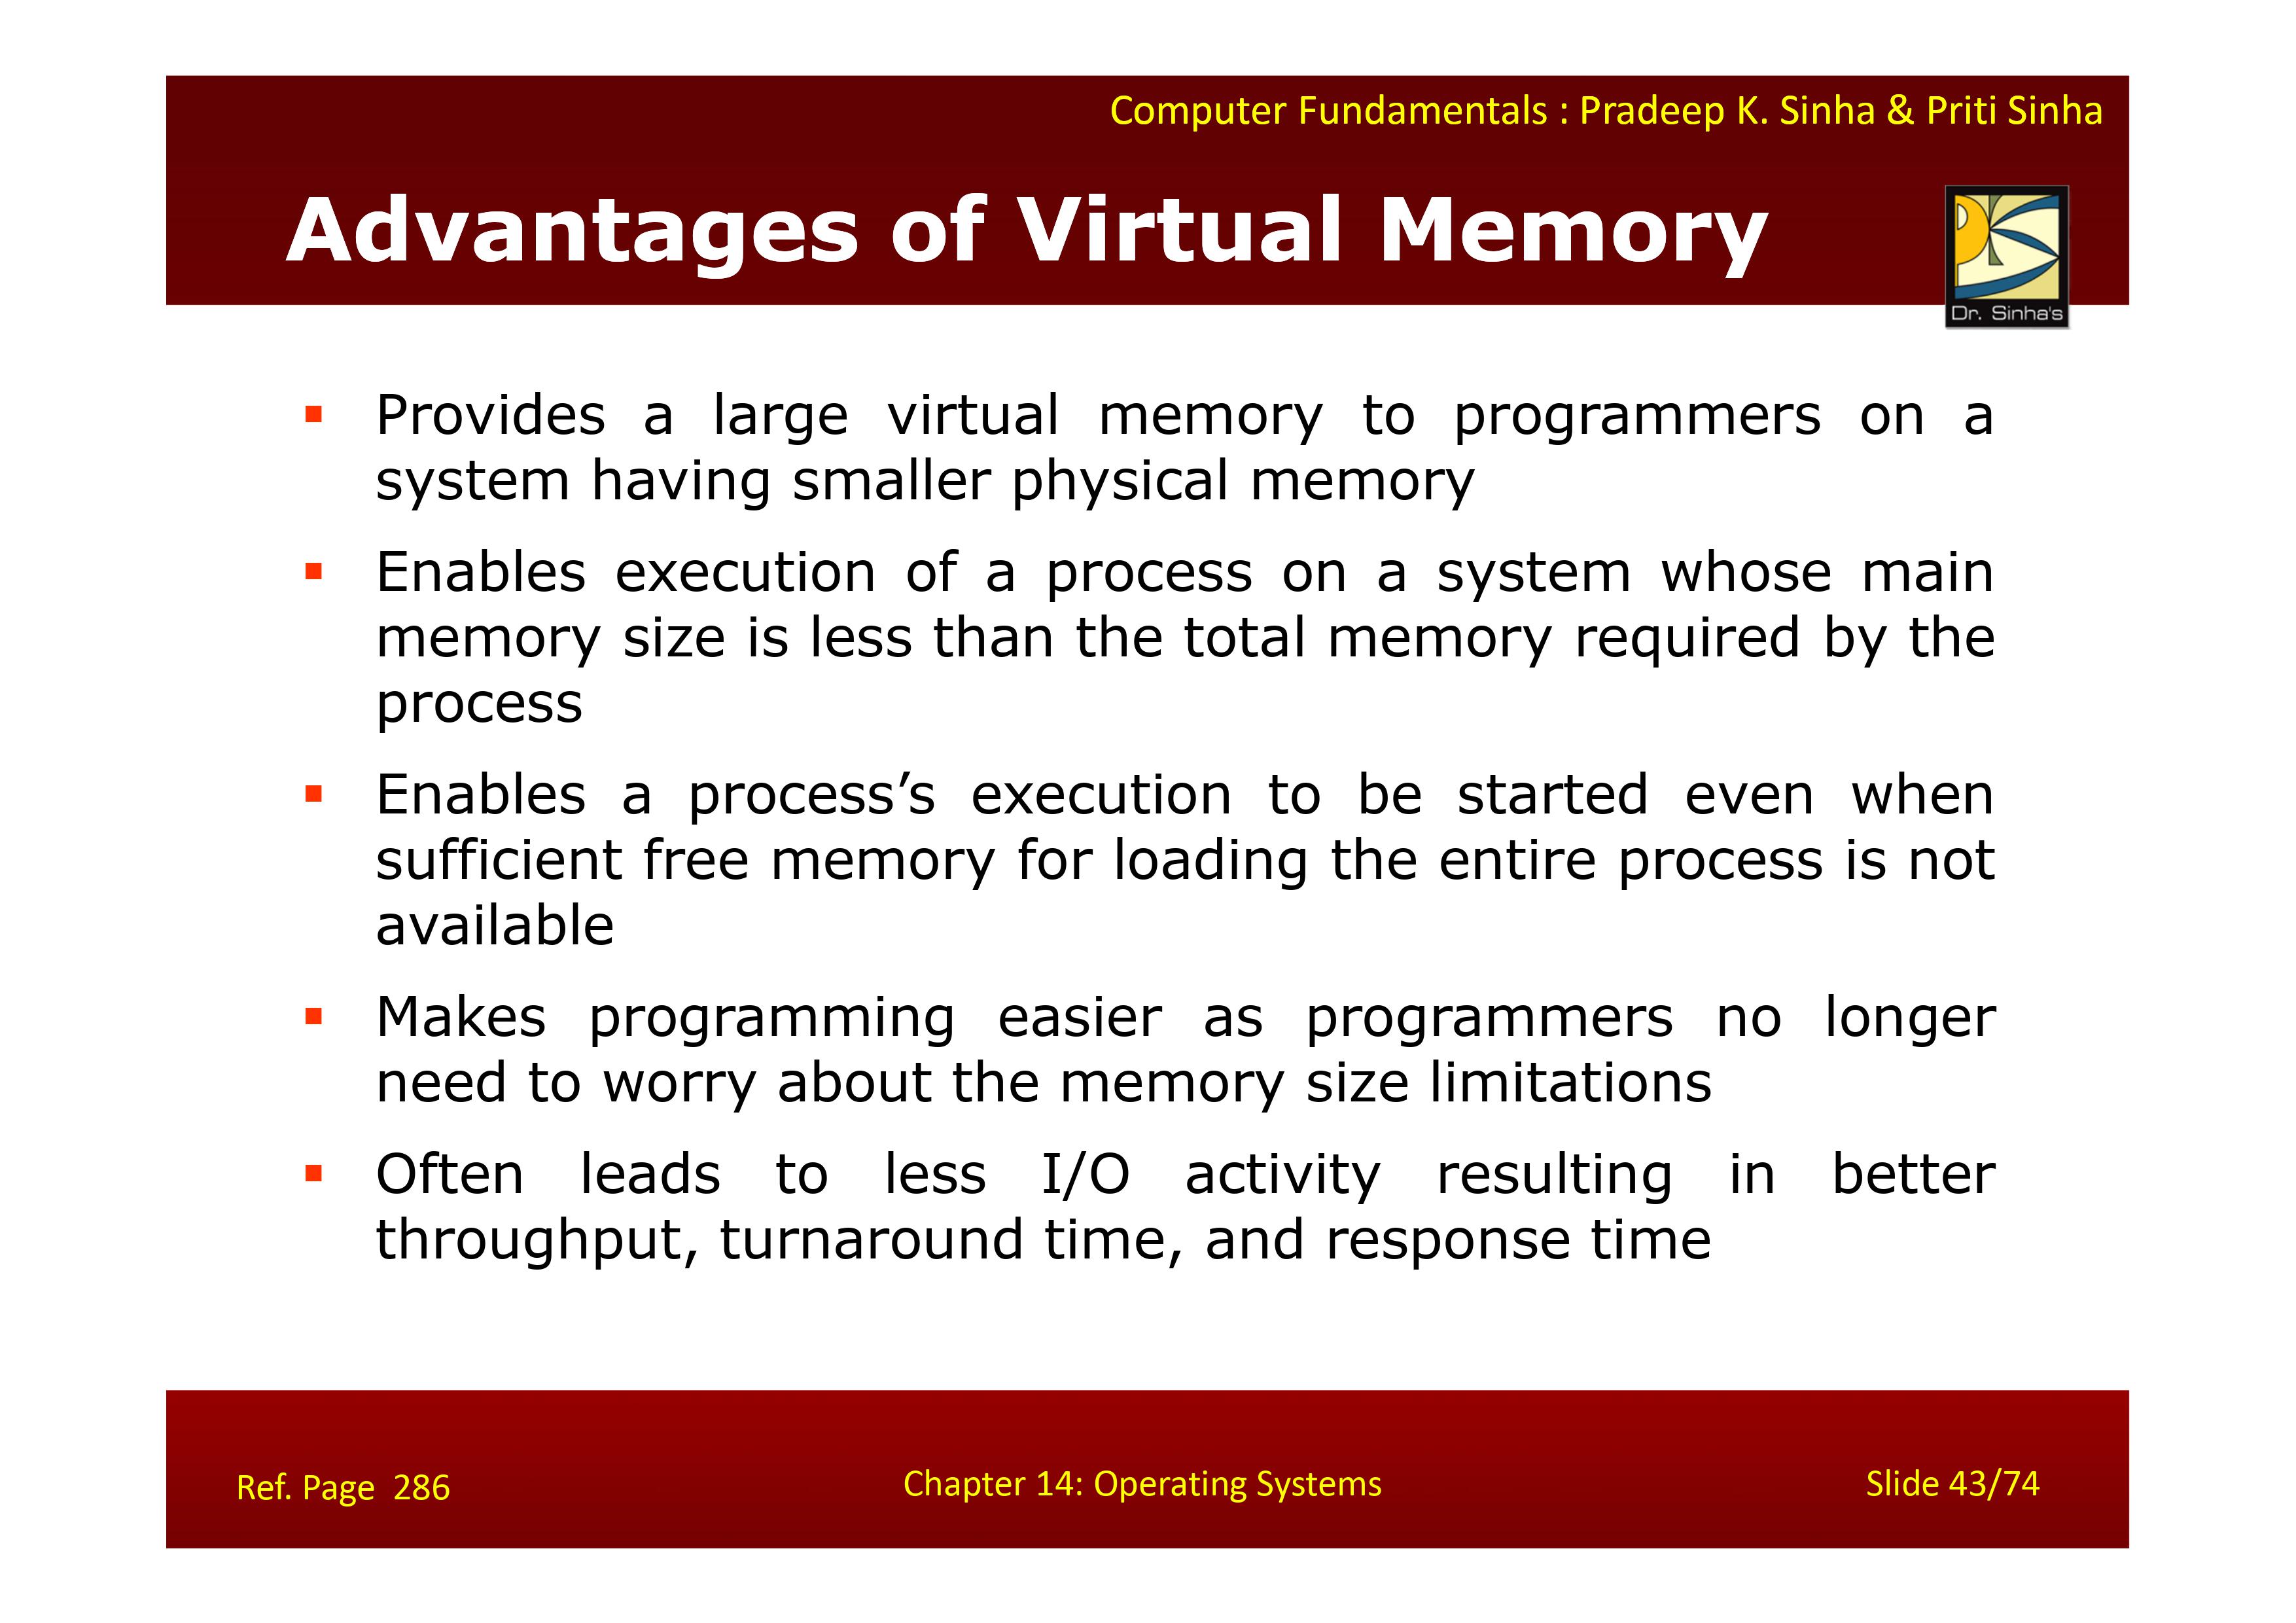 Computer Fundamentals : Pradeep K. Sinha & Priti Sinha
Advantages of Virtual Memory
Dr. Sinha's
▪ Provides a large virtual memory to programmers on a
system having smaller physical memory
▪ Enables execution of a process on a system whose main
memory size is less than the total memory required by the
process
▪ Enables a process’s execution to be started even when
sufficient free memory for loading the entire process is not
available
▪ Makes programming easier as programmers no longer
need to worry about the memory size limitations
▪ Often leads to less I/O activity resulting in better
throughput, turnaround time, and response time
Ref. Page 286
Chapter 14: Operating Systems
Slide 43/74